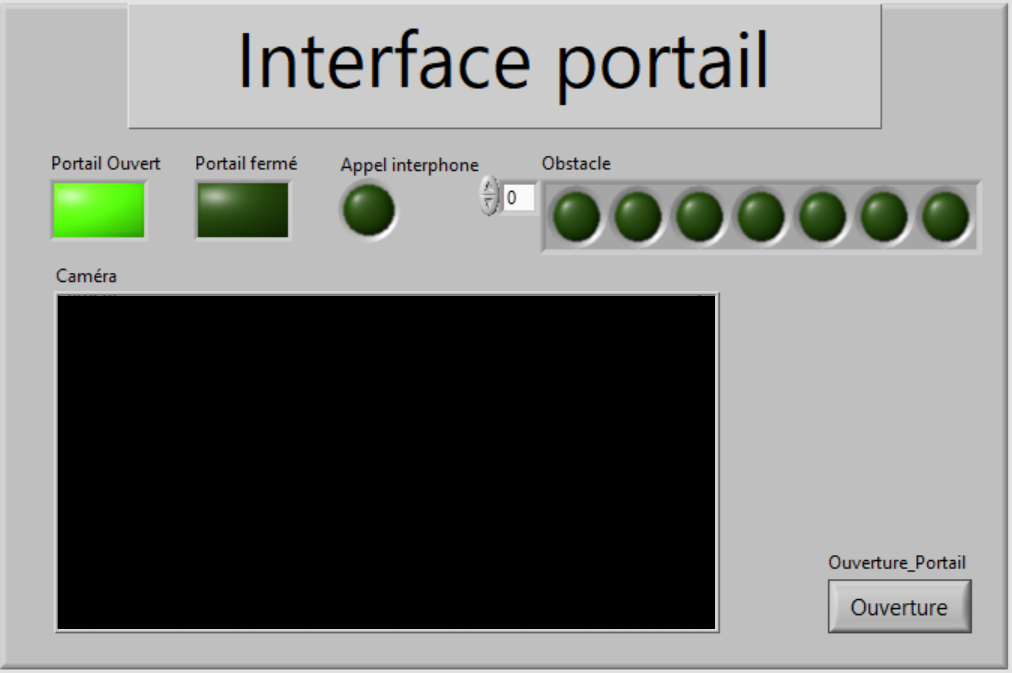 Interface portail
Portail Ouvert
Portail fermé
Appel interphone
0
Obstacle
Caméra
Ouverture_Portail
Ouverture